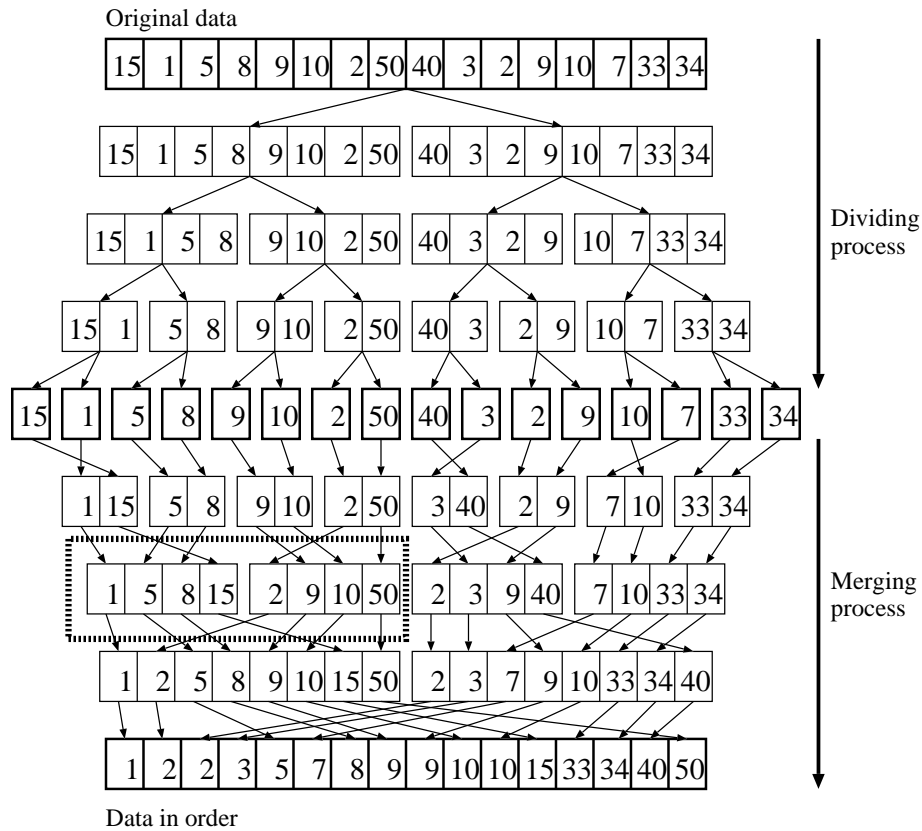 Original data
15 1 5 8 9 10 2 50 40 3 2 9 10 7 33 34
15 1 5 8 9 10 2 50 40 3 2 9 10 7 33 34
15 1 5 8 9 10 2 50 40 3 2 9 10 7 33 34
Dividing
process
15 1 5 8 9 10 2 50 40 3 2 9 10 7 33 34
15 1 5 8 9 10 2 50 40 3 2 9 10 7 33 34
1 15 5 8 9 10 2 50 3 40 2 9 7 10 33 34
1 5 8 15 2 9 10 50 2 3 9 40 7 10 33 34
Merging
process
1 2 5 8 9 10 15 50 2 3 7 9 10 33 34 40
1 2 2 3 5 7 8 9 9 10 10 15 33 34 40 50
Data in order